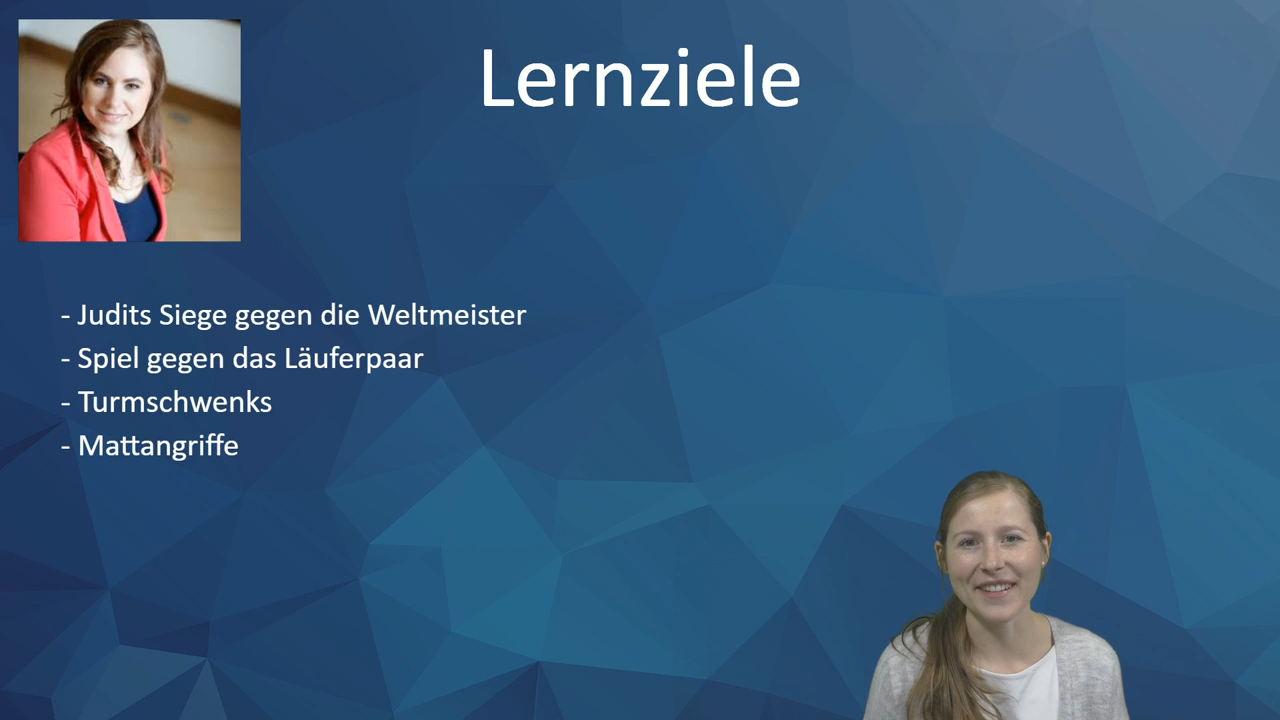 Lernziele
- Judits Siege gegen die Weltmeister
- Spiel gegen das Läuferpaar
- Turmschwenks
- Mattangriffe